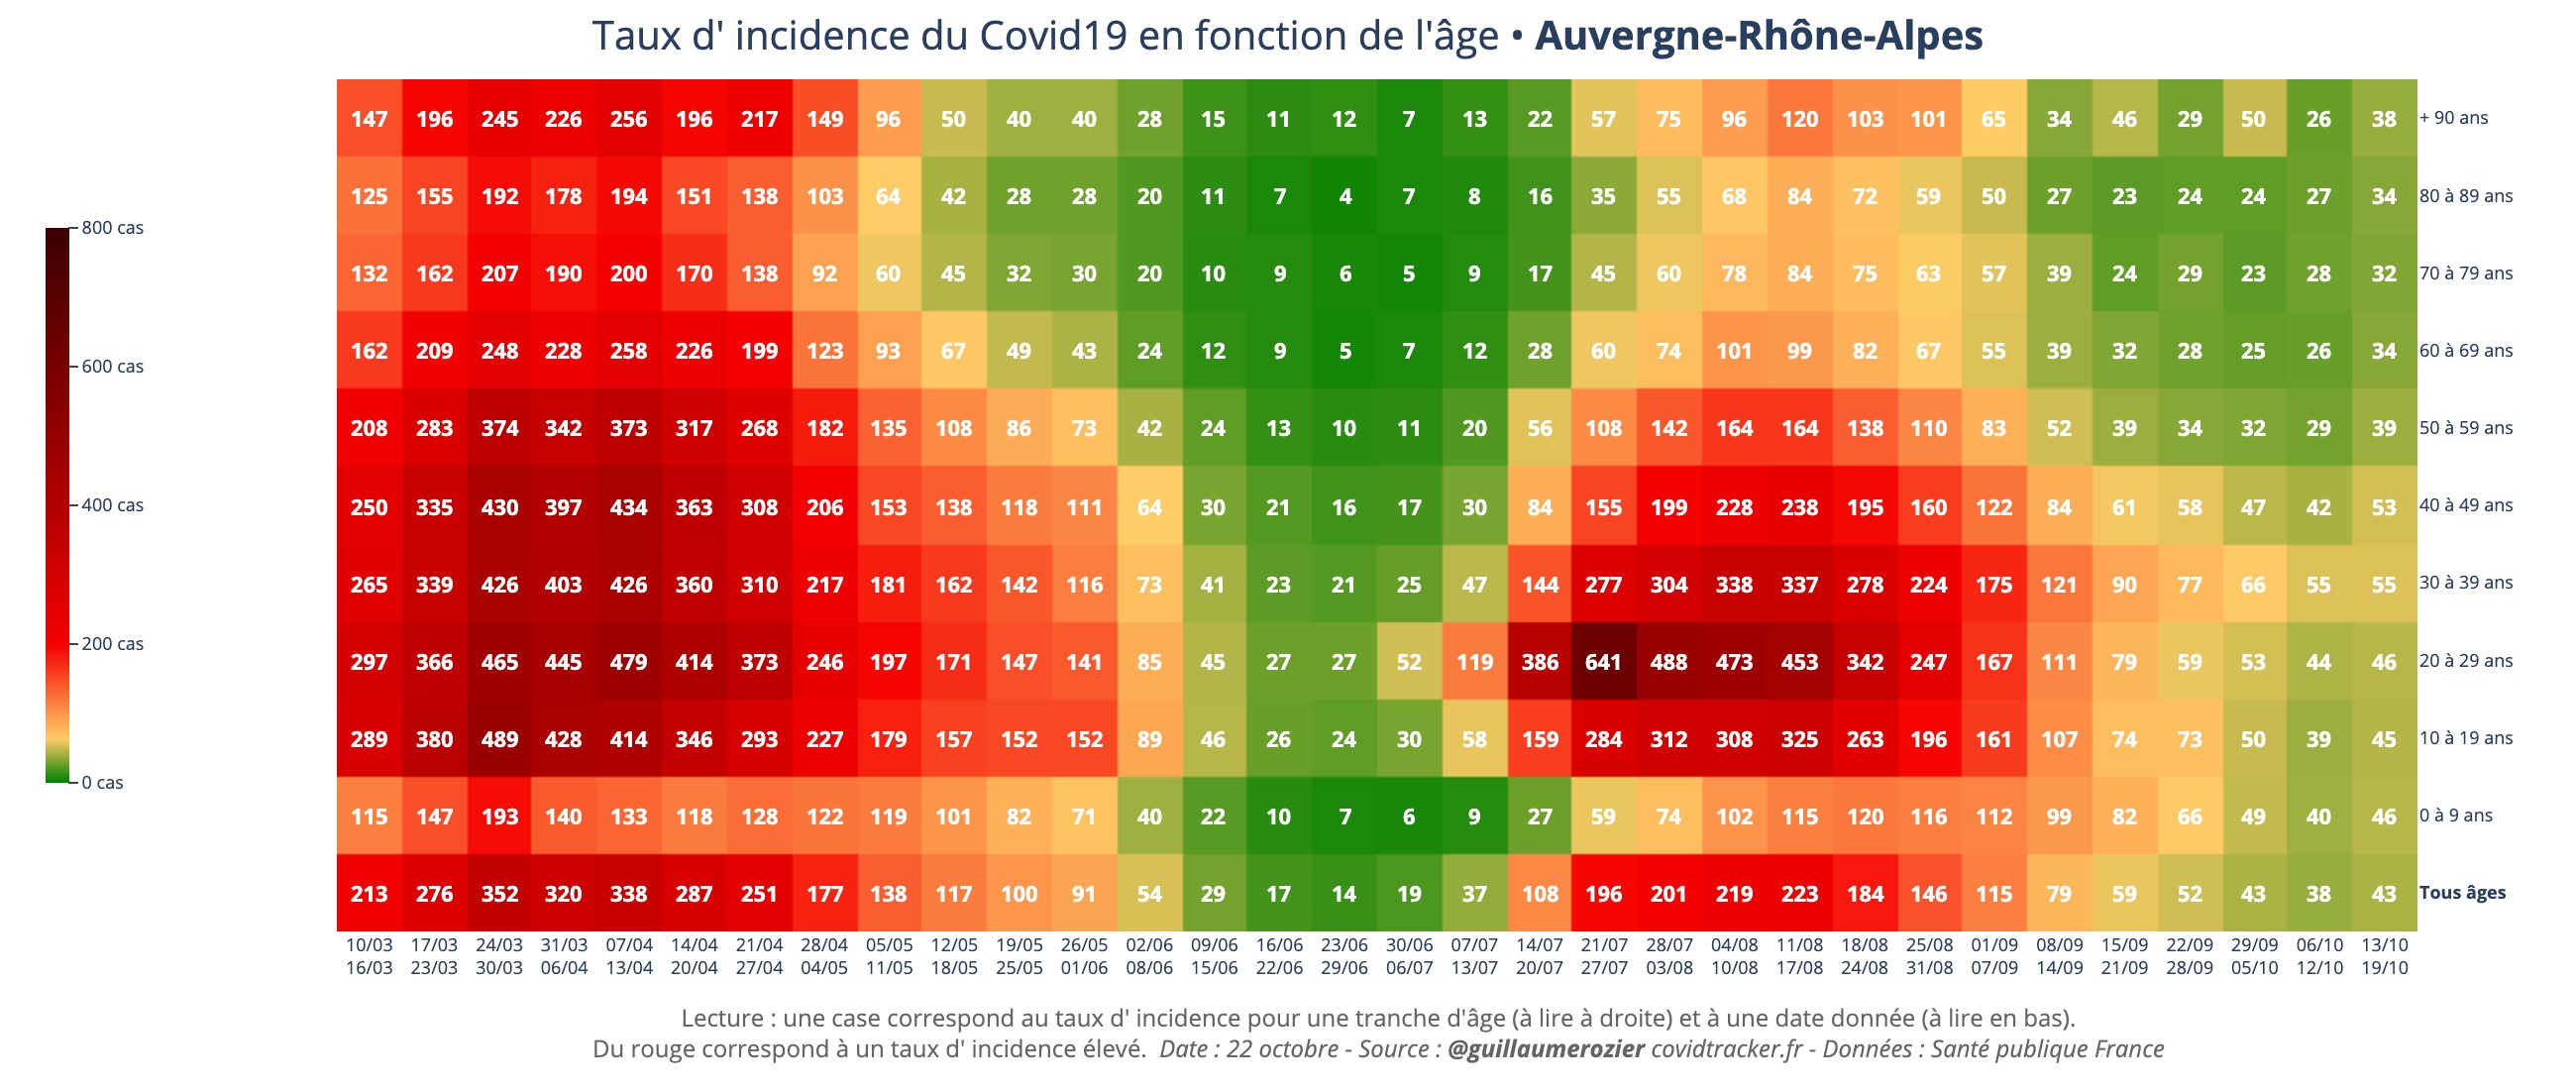 Taux d' incidence du Covid19 en fonction de l'âge • Auvergne-Rhône-Alpes
147 196 245 226 256 196 217 149 96 50 40 40 28 15 11 12 7 13 22 57 75 96 120 103 101 65 34 46 29 50 26 38 + 90 ans
125 155 192 178 194 151 138 103 64 42 28 28 20 11 7 4 7 8 16 35 55 68 84 72 59 50 27 23 24 24 27 34 80 à 89 ans
800 cas
132 162 207 190 200 170 138 92 60 45 32 30 20 10 9 6 5 9 17 45 60 78 84 75 63 57 39 24 29 23 28 32 70 à 79 ans
162 209 248 228 258 226 199 123 93 67 49 43 24 12 9 5 7 12 28 60 74 101 99 82 67 55 39 32 28 25 26 34 60 à 69 ans
600 cas
208 283 374 342 373 317 268 182 135 108 86 73 42 24 13 10 11 20 56 108 142 164 164 138 110 83 52 39 34 32 29 39 50 à 59 ans
400 cas
250 335 430 397 434 363 308 206 153 138 118 111 64 30 21 16 17 30 84 155 199 228 238 195 160 122 84 61 58 47 42 53 40 à 49 ans
265 339 426 403 426 360 310 217 181 162 142 116 73 41 23 21 25 47 144 277 304 338 337 278 224 175 121 90 77 66 55 55 30 à 39 ans
200 cas
297 366 465 445 479 414 373 246 197 171 147 141 85 45 27 27 52 119 386 641 488 473 453 342 247 167 111 79 59 53 44 46 20 à 29 ans
289 380 489 428 414 346 293 227 179 157 152 152 89 46 26 24 30 58 159 284 312 308 325 263 196 161 107 74 73 50 39 45 10 à 19 ans
0 cas
115 147 193 140 133 118 128 122 119 101 82 71 40 22 10 7 6 9 27 59 74 102 115 120 116 112 99 82 66 49 40 46 0 à 9 ans
213 276 352 320 338 287 251 177 138 117 100 91 54 29 17 14 19 37 108 196 201 219 223 184 146 115 79 59 52 43 38 43 Tous âges
10/03 17/03 24/03 31/03 07/04 14/04 21/04 28/04 05/05 12/05 19/05 26/05 02/06 09/06 16/06 23/06 30/06 07/07 14/07 21/07 28/07 04/08 11/08 18/08 25/08 01/09 08/09 15/09 22/09 29/09 06/10 13/10
16/03 23/03 30/03 06/04 13/04 20/04 27/04 04/05 11/05 18/05 25/05 01/06 08/06 15/06 22/06 29/06 06/07 13/07 20/07 27/07 03/08 10/08 17/08 24/08 31/08 07/09 14/09 21/09 28/09 05/10 12/10 19/10
Lecture : une case correspond au taux d' incidence pour une tranche d'âge (à lire à droite) et à une date donnée (à lire en bas).
Du rouge correspond à un taux d' incidence élevé. Date : 22 octobre - Source : @guillaumerozier covidtracker.fr - Données : Santé publique France